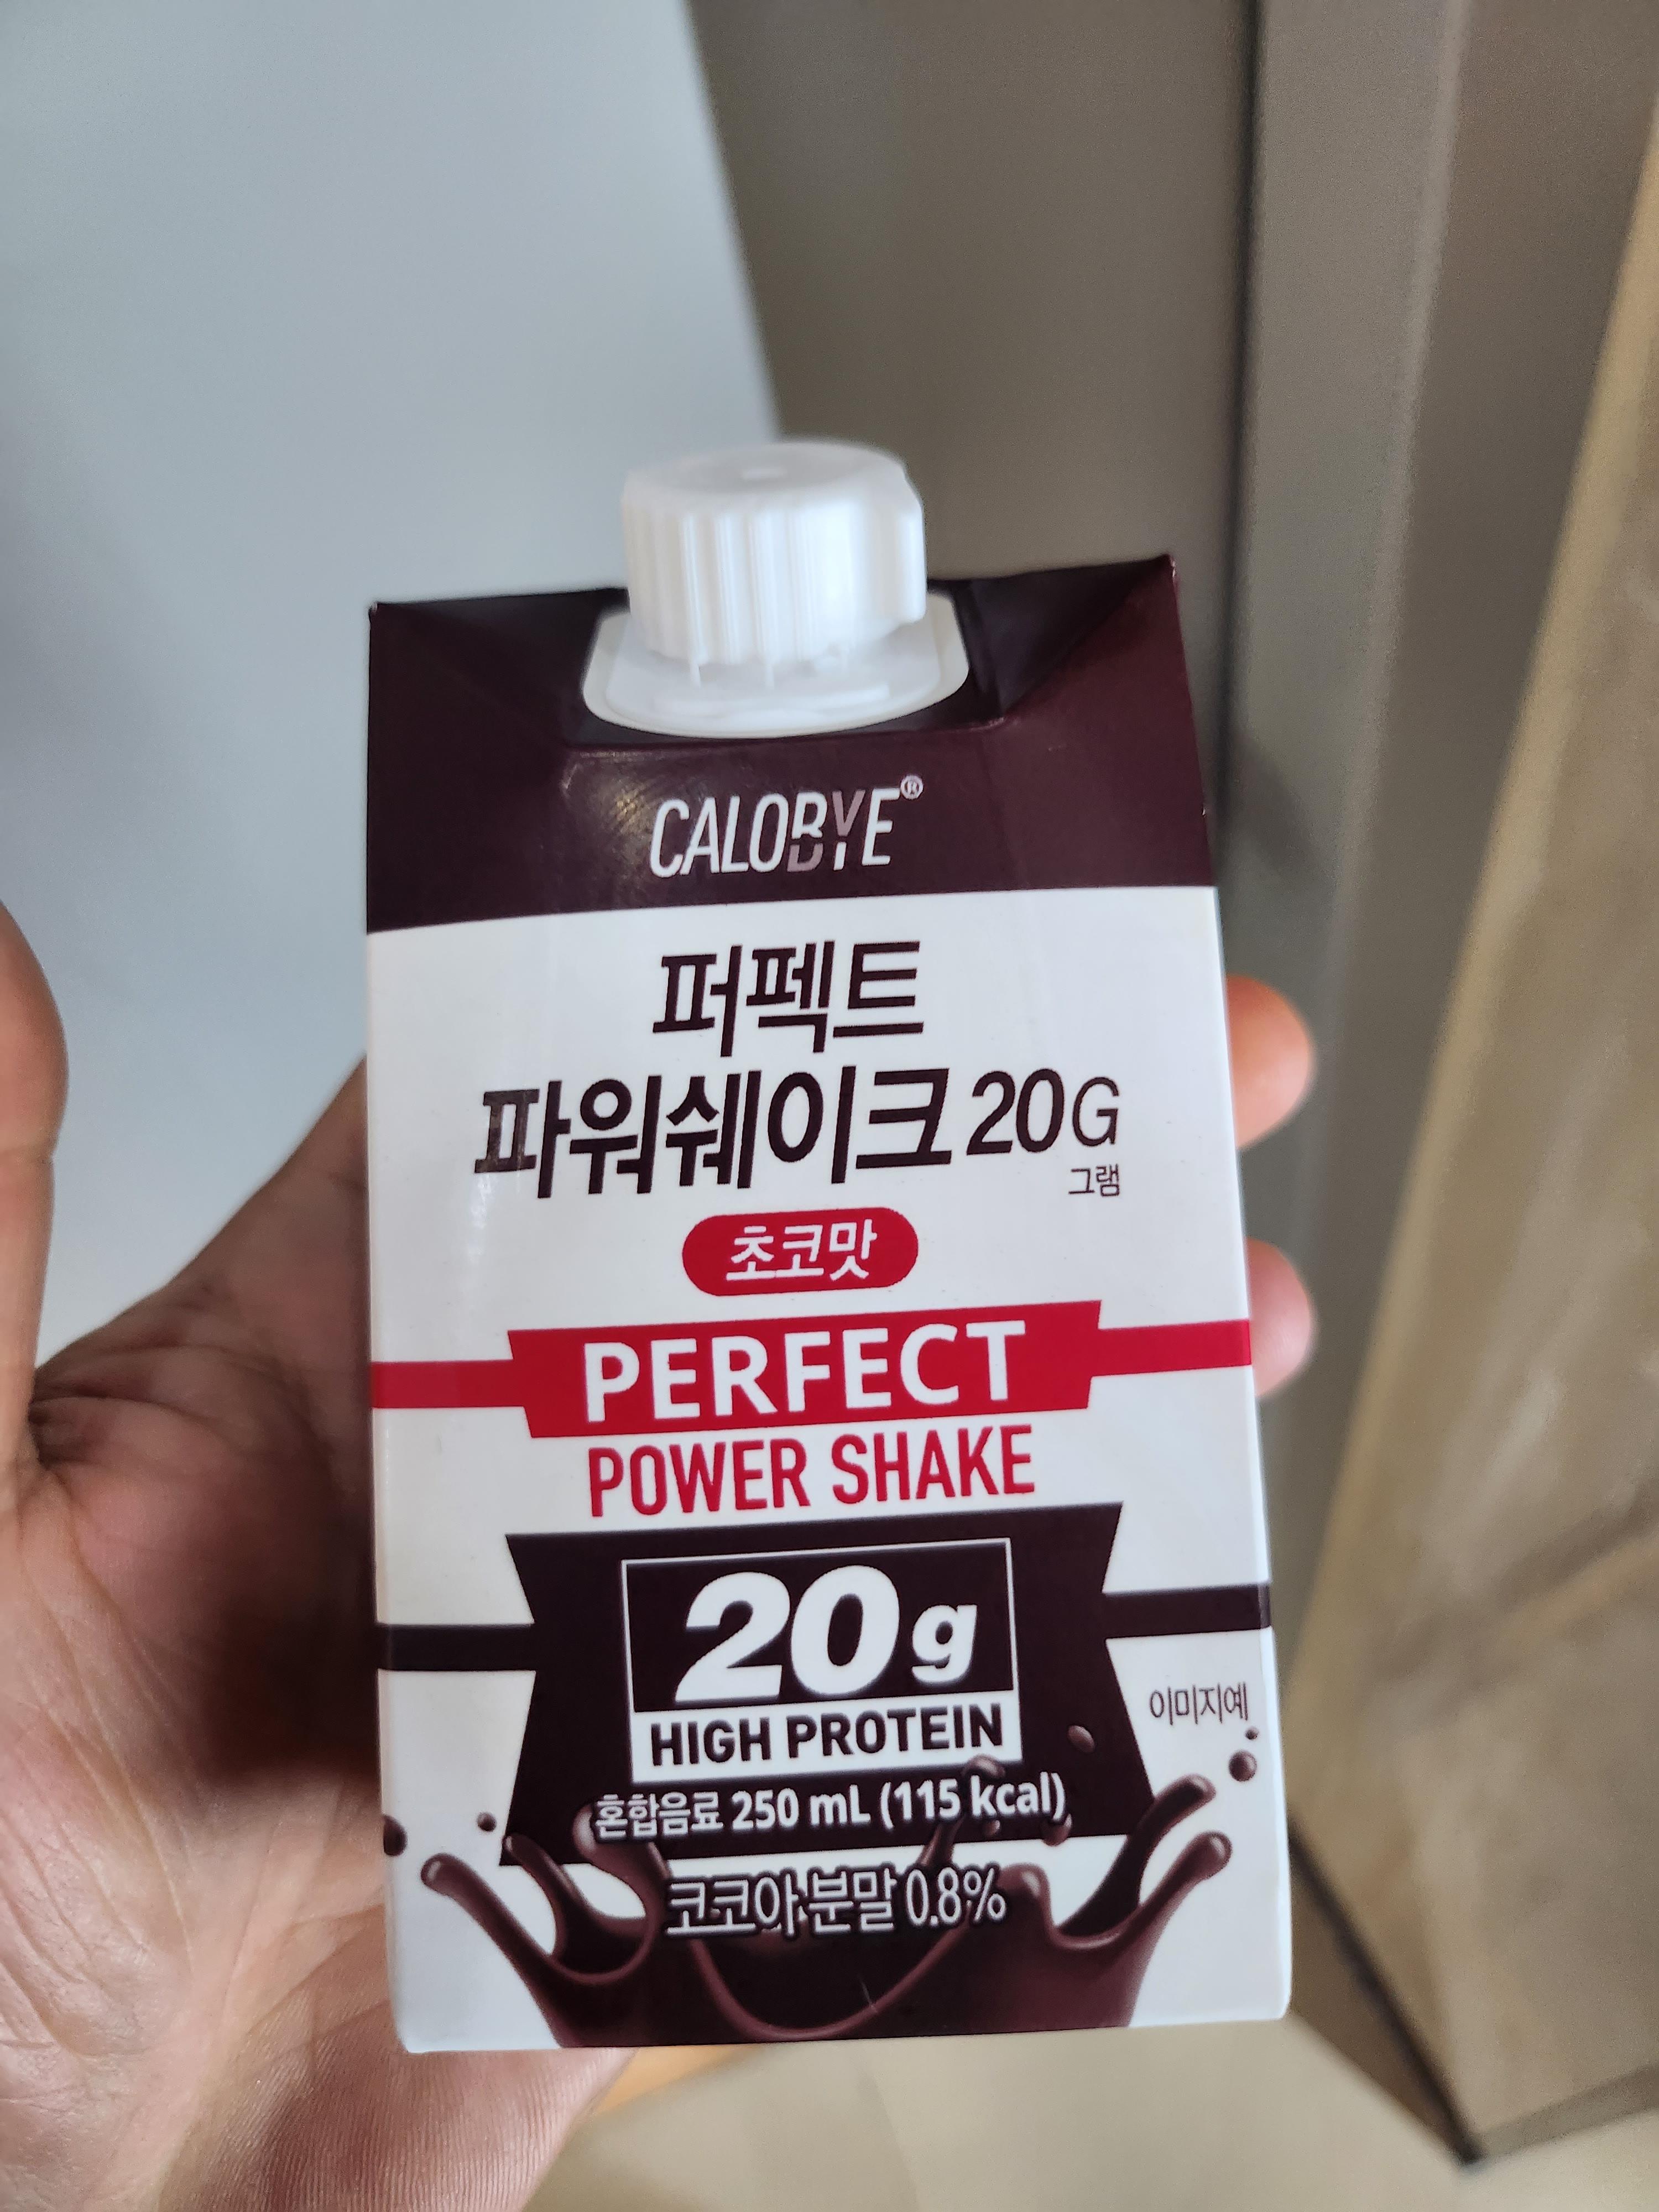 CALOBYE®
퍼펙트
파워쉐이크 20G
그램
초코맛
PERFECT
POWER SHAKE
20g
HIGH PROTEIN
이미지예
혼합음료 250 mL (115 kcal)
코코아분말 0.8%